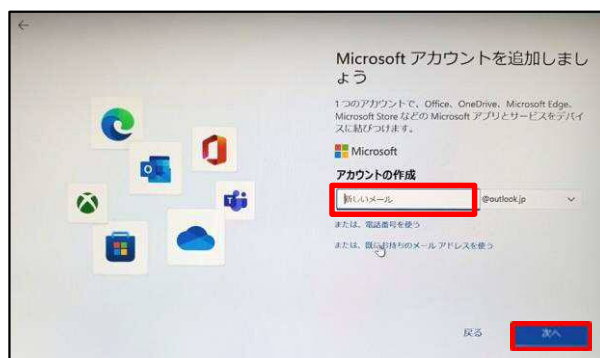 Microsoft アカウントを追加しまし
ょう
1 つのアカウントで、Office、OneDrive、Microsoft Edge、
Microsoft Store などの Microsoft アプリとサービスをデバイ
スに結びつけます。
Microsoft
アカウントの作成
新しいメール @outlook.jp
または、電話番号を使う
または、既にお持ちのメール アドレスを使う
戻る 次へ